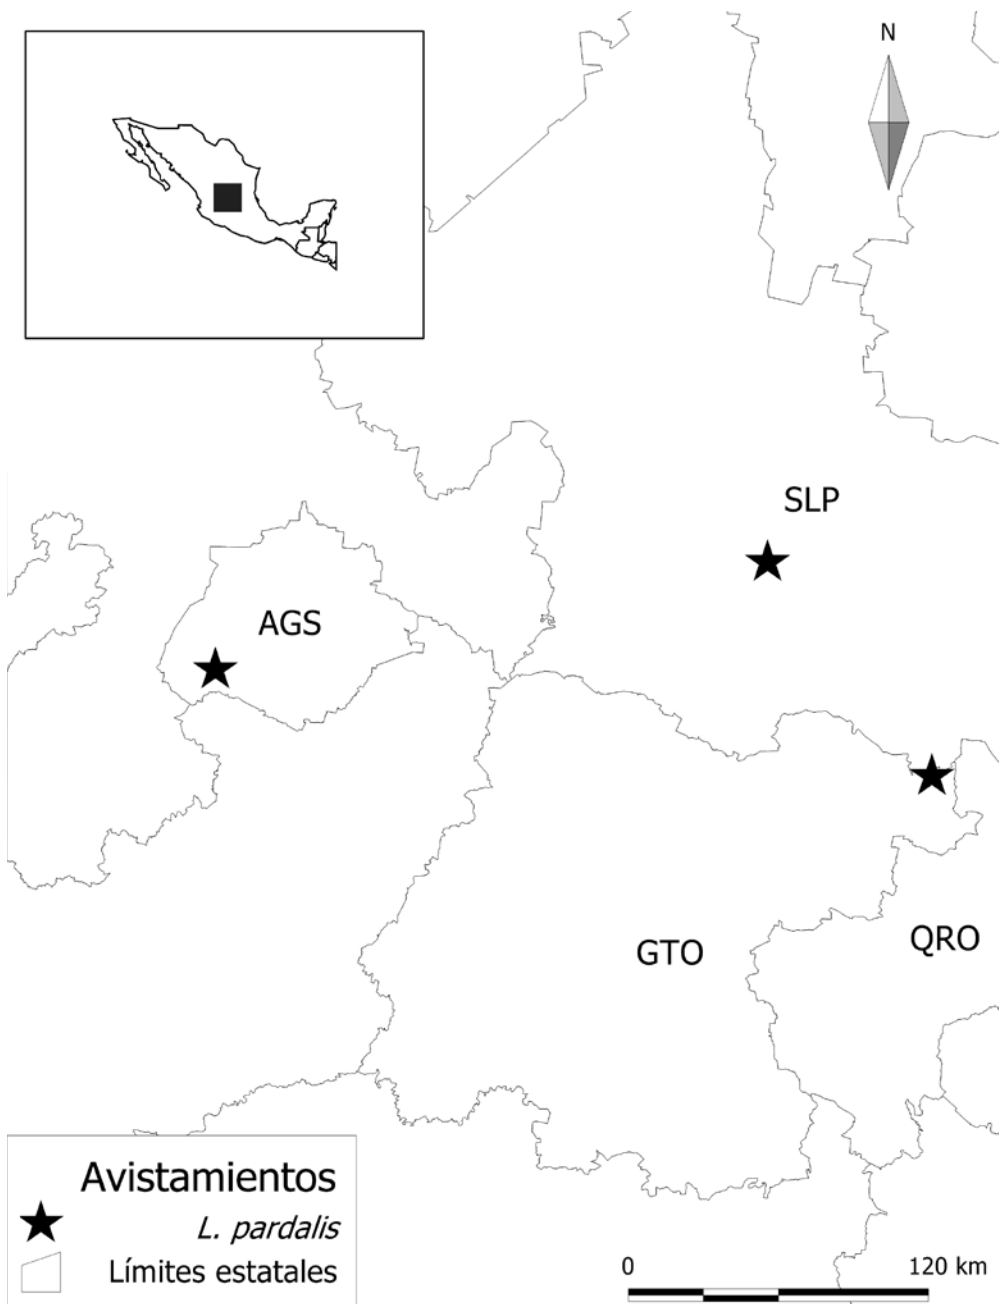 N
SLP
AGS
GTO
QRO
Avistamientos
L. pardalis
Límites estatales
0 120 km